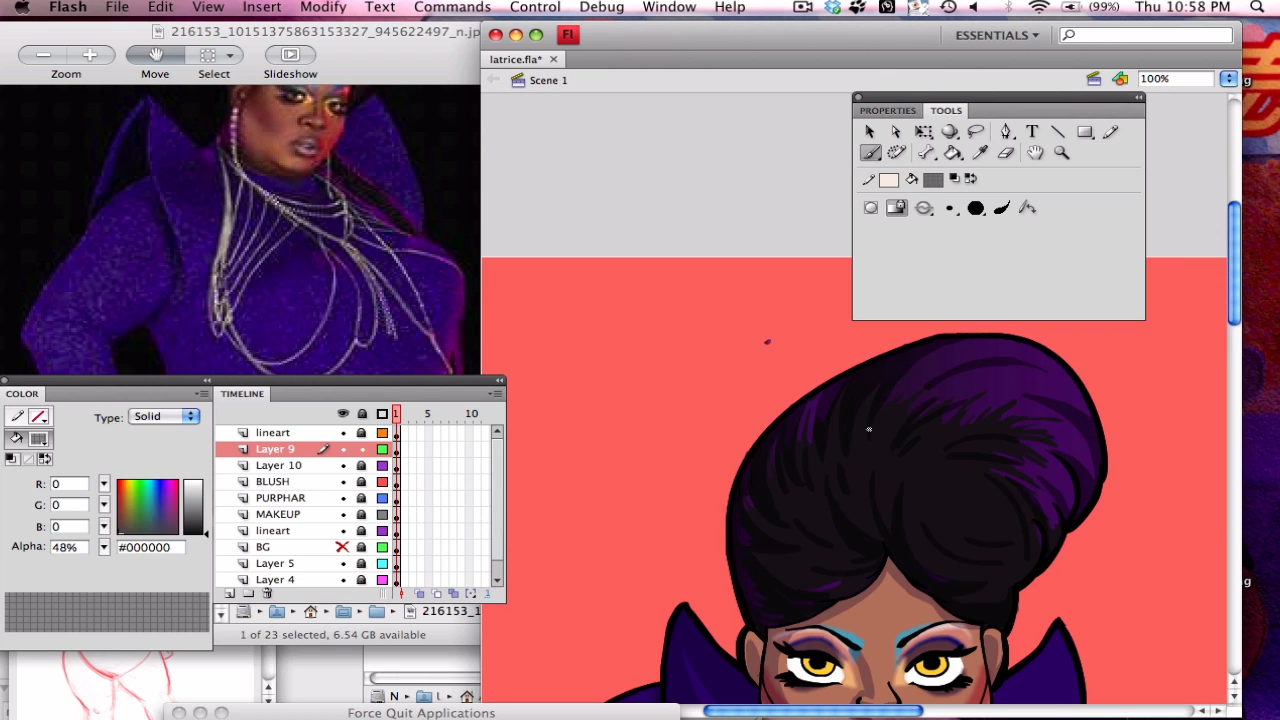 Flash File Edit View Insert Modify Text Commands Control Debug Window Help (99%) Thu 10:58 PM
216153_10151375863153327_945622497_n.jp
Zoom Move Select Slideshow
Fl ESSENTIALS
latrice.fla*
Scene 1 100%
PROPERTIES TOOLS
T
COLOR
Type: Solid
R: 0
G: 0
B: 0
Alpha: 48% #000000
TIMELINE
1 5 10
lineart
Layer 9
Layer 10
BLUSH
PURPHAR
MAKEUP
lineart
BG
Layer 5
Layer 4
1
216153_1
1 of 23 selected, 6.54 GB available
N
Force Quit Applications